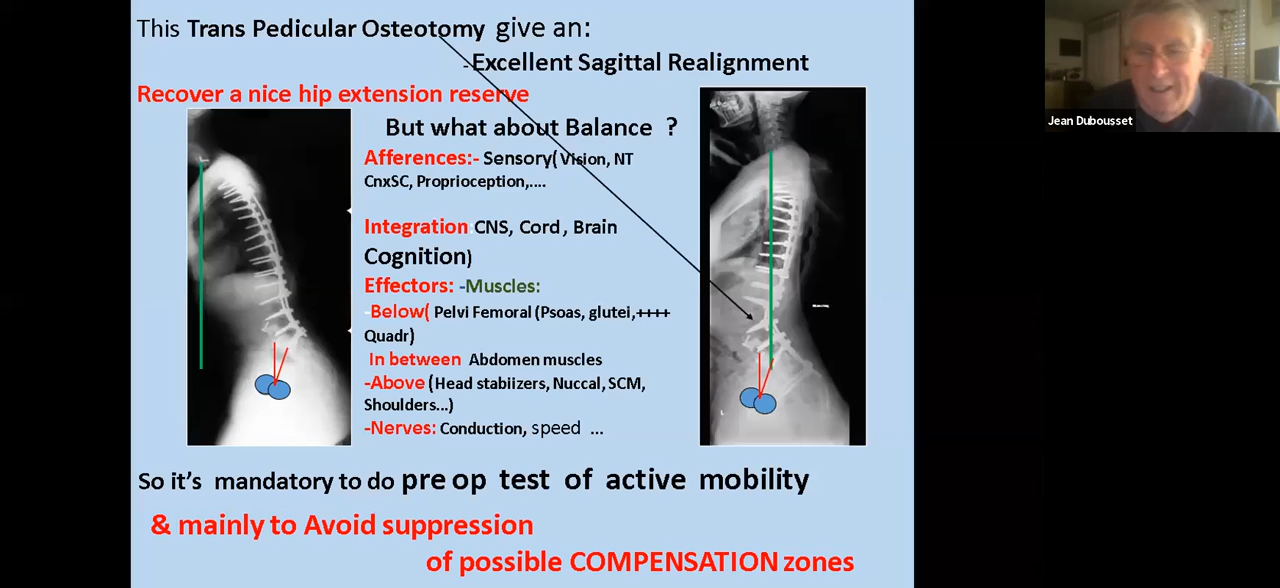 This Trans Pedicular Osteotomy give an:
-Excellent Sagittal Realignment
Recover a nice hip extension reserve
But what about Balance ?
Afferences:- Sensory( Vision, NT
CnxSC, Proprioception,....
Integration CNS, Cord , Brain
Cognition)
Effectors: -Muscles:
-Below( Pelvi Femoral (Psoas, glutei,++++
Quadr)
In between Abdomen muscles
-Above (Head stabiizers, Nuccal, SCM,
Shoulders...)
-Nerves: Conduction, speed ...
So it's mandatory to do pre op test of active mobility
& mainly to Avoid suppression
of possible COMPENSATION zones
Jean Dubousset
L